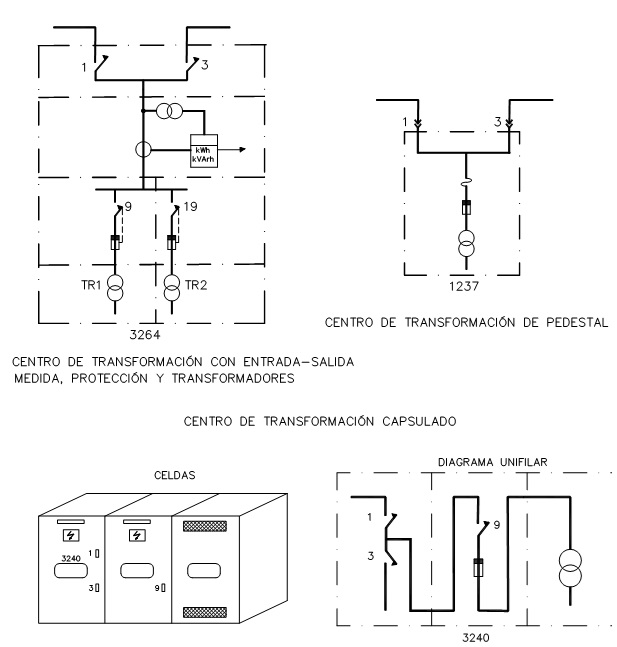 1
3
kWh
kVArh
9
19
TR1
TR2
3264
CENTRO DE TRANSFORMACIÓN CON ENTRADA-SALIDA
MEDIDA, PROTECCIÓN Y TRANSFORMADORES
1
3
1237
CENTRO DE TRANSFORMACIÓN DE PEDESTAL
CENTRO DE TRANSFORMACIÓN CAPSULADO
CELDAS
3240
1
3
9
DIAGRAMA UNIFILAR
1
3
9
3240